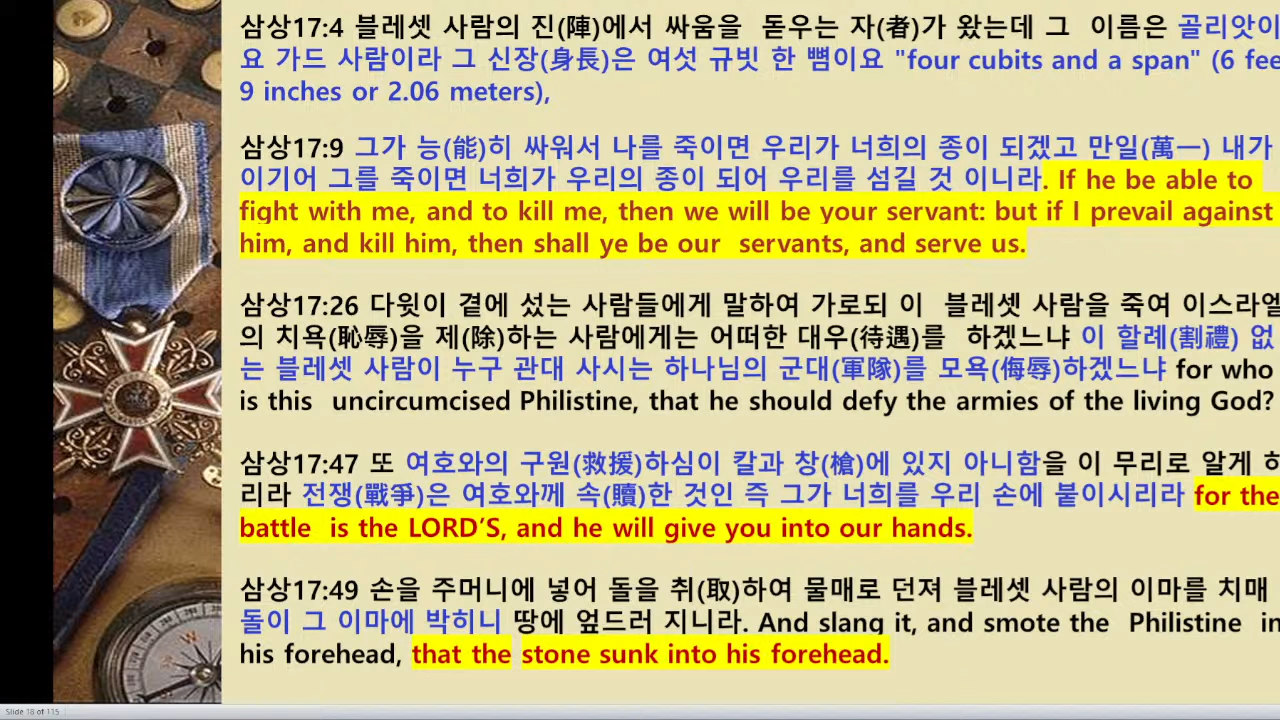 삼상17:4 블레셋 사람의 진(陣)에서 싸움을 돋우는 자(者)가 왔는데 그 이름은 골리앗이
요 가드 사람이라 그 신장(身長)은 여섯 규빗 한 뼘이요 "four cubits and a span" (6 fee
9 inches or 2.06 meters),
삼상17:9 그가 능(能)히 싸워서 나를 죽이면 우리가 너희의 종이 되겠고 만일(萬一) 내가
이기어 그를 죽이면 너희가 우리의 종이 되어 우리를 섬길 것 이니라. If he be able to
fight with me, and to kill me, then we will be your servant: but if I prevail against
him, and kill him, then shall ye be our servants, and serve us.
삼상17:26 다윗이 곁에 섰는 사람들에게 말하여 가로되 이 블레셋 사람을 죽여 이스라엘
의 치욕(恥辱)을 제(除)하는 사람에게는 어떠한 대우(待遇)를 하겠느냐 이 할례(割禮) 없
는 블레셋 사람이 누구 관대 사시는 하나님의 군대(軍隊)를 모욕(侮辱)하겠느냐 for who
is this uncircumcised Philistine, that he should defy the armies of the living God?
삼상17:47 또 여호와의 구원(救援)하심이 칼과 창(槍)에 있지 아니함을 이 무리로 알게 하
리라 전쟁(戰爭)은 여호와께 속(贖)한 것인 즉 그가 너희를 우리 손에 붙이시리라 for the
battle is the LORD'S, and he will give you into our hands.
삼상17:49 손을 주머니에 넣어 돌을 취(取)하여 물매로 던져 블레셋 사람의 이마를 치매
돌이 그 이마에 박히니 땅에 엎드러 지니라. And slang it, and smote the Philistine in
his forehead, that the stone sunk into his forehead.
Slide 18 of 115